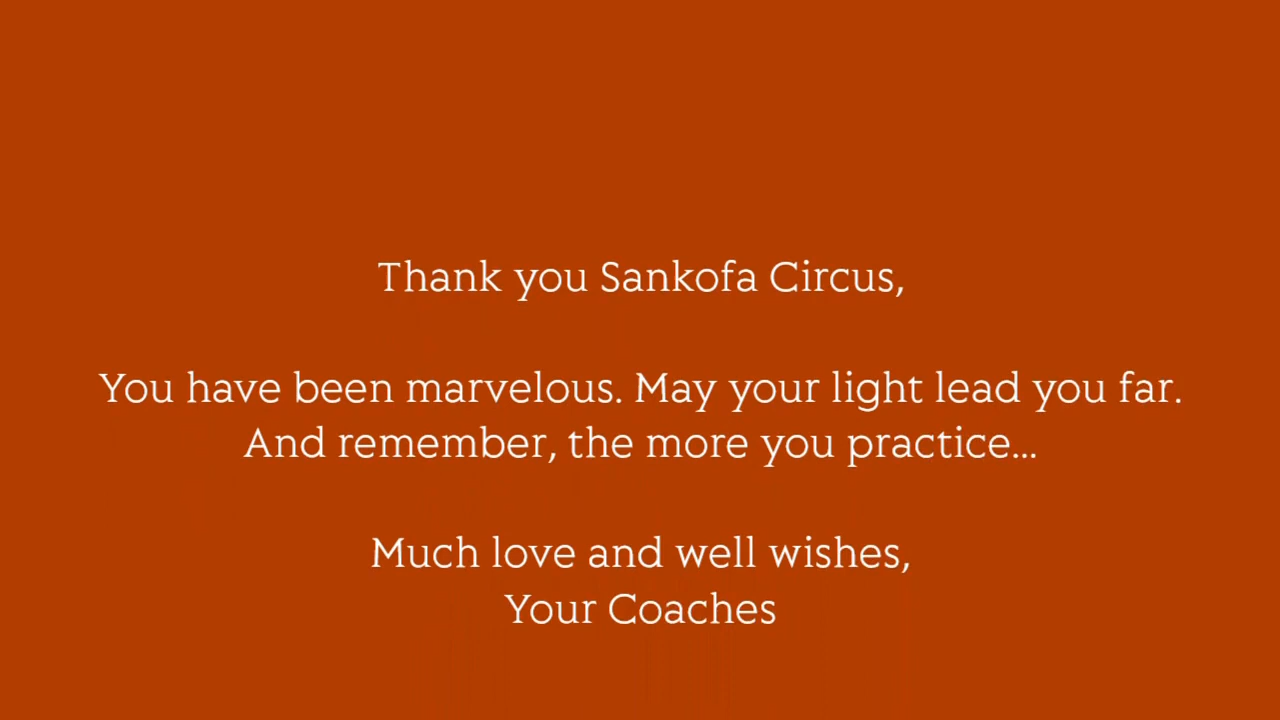 Thank you Sankofa Circus,
You have been marvelous. May your light lead you far.
And remember, the more you practice...
Much love and well wishes,
Your Coaches